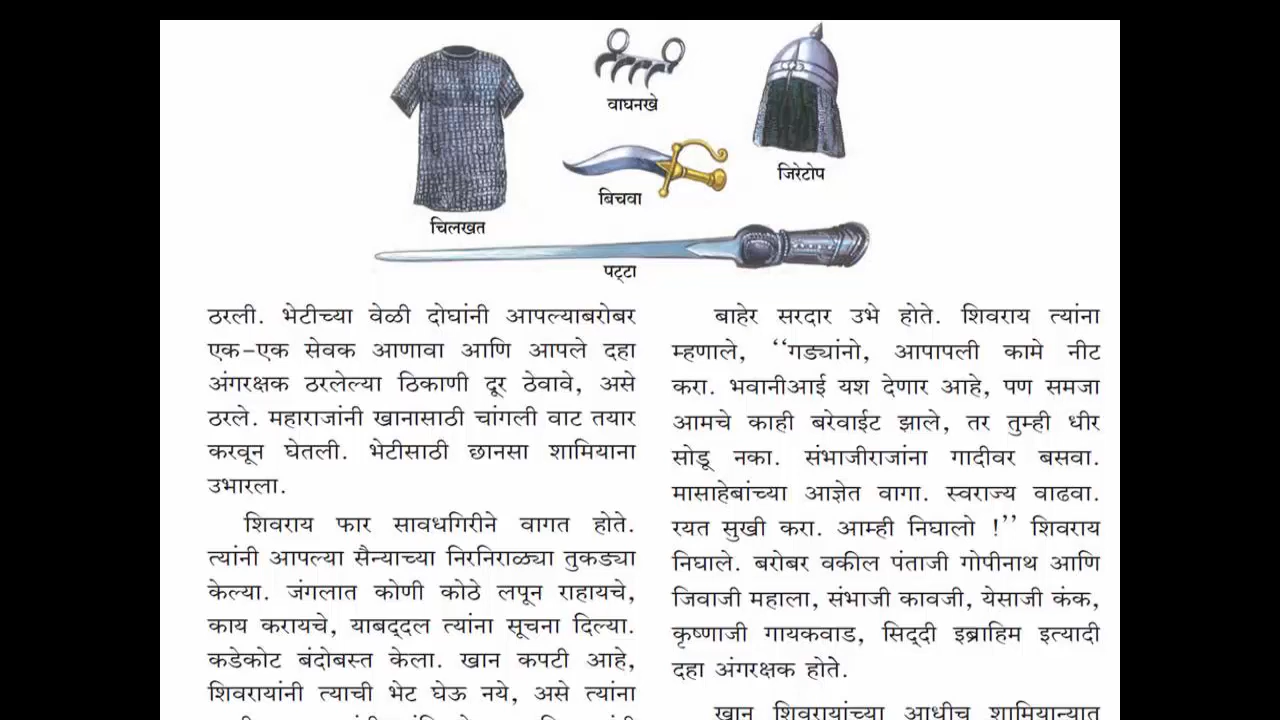 वाघनखे
जिरेटोप
बिचवा
चिलखत
पट्टा
ठरली. भेटीच्या वेळी दोघांनी आपल्याबरोबर
एक-एक सेवक आणावा आणि आपले दहा
अंगरक्षक ठरलेल्या ठिकाणी दूर ठेवावे, असे
ठरले. महाराजांनी खानासाठी चांगली वाट तयार
करवून घेतली. भेटीसाठी छानसा शामियाना
उभारला.
शिवराय फार सावधगिरीने वागत होते.
त्यांनी आपल्या सैन्याच्या निरनिराळ्या तुकड्या
केल्या. जंगलात कोणी कोठे लपून राहायचे,
काय करायचे, याबद्दल त्यांना सूचना दिल्या.
कडेकोट बंदोबस्त केला. खान कपटी आहे,
शिवरायांनी त्याची भेट घेऊ नये, असे त्यांना
बाहेर सरदार उभे होते. शिवराय त्यांना
म्हणाले, ‘‘गड्यांनो, आपापली कामे नीट
करा. भवानीआई यश देणार आहे, पण समजा
आमचे काही बरेवाईट झाले, तर तुम्ही धीर
सोडू नका. संभाजीराजांना गादीवर बसवा.
मासाहेबांच्या आज्ञेत वागा. स्वराज्य वाढवा.
रयत सुखी करा. आम्ही निघालो !’’ शिवराय
निघाले. बरोबर वकील पंताजी गोपीनाथ आणि
जिवाजी महाला, संभाजी कावजी, येसाजी कंक,
कृष्णाजी गायकवाड, सिद्दी इब्राहिम इत्यादी
दहा अंगरक्षक होते.
खान शिवरायांच्या आधीच शामियान्यात